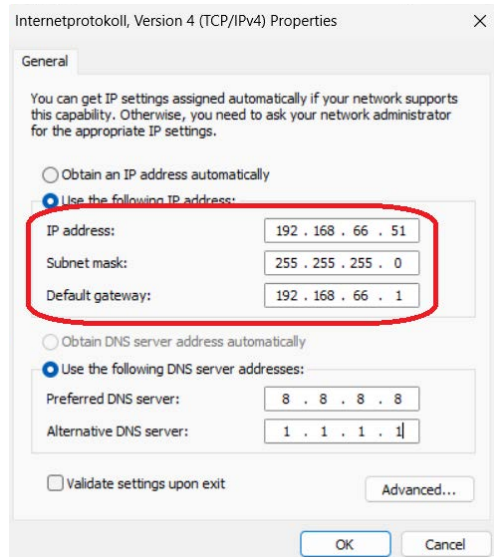 Internetprotokoll, Version 4 (TCP/IPv4) Properties
General
You can get IP settings assigned automatically if your network supports
this capability. Otherwise, you need to ask your network administrator
for the appropriate IP settings.
Obtain an IP address automatically
Use the following IP address:
IP address: 192 . 168 . 66 . 51
Subnet mask: 255 . 255 . 255 . 0
Default gateway: 192 . 168 . 66 . 1
Obtain DNS server address automatically
Use the following DNS server addresses:
Preferred DNS server: 8 . 8 . 8 . 8
Alternative DNS server: 1 . 1 . 1 . 1
Validate settings upon exit
Advanced...
OK Cancel